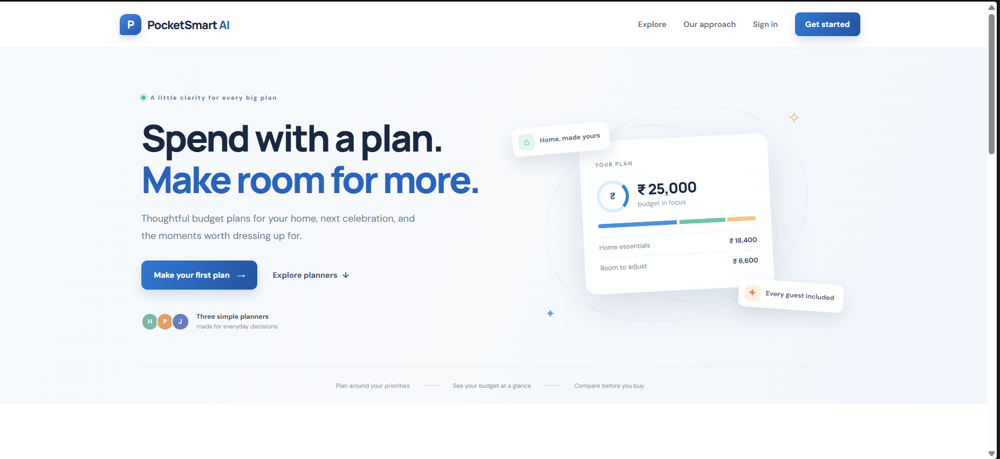 P PocketSmart AI
Explore Our approach Sign in Get started
A little clarity for every big plan
Spend with a plan.
Make room for more.
Thoughtful budget plans for your home, next celebration, and
the moments worth dressing up for.
Make your first plan → Explore planners ↓
H P J
Three simple planners
made for everyday decisions
Home, made yours
YOUR PLAN
₹
₹ 25,000
budget in focus
Home essentials ₹ 18,400
Room to adjust ₹ 6,600
Every guest included
Plan around your priorities
See your budget at a glance
Compare before you buy